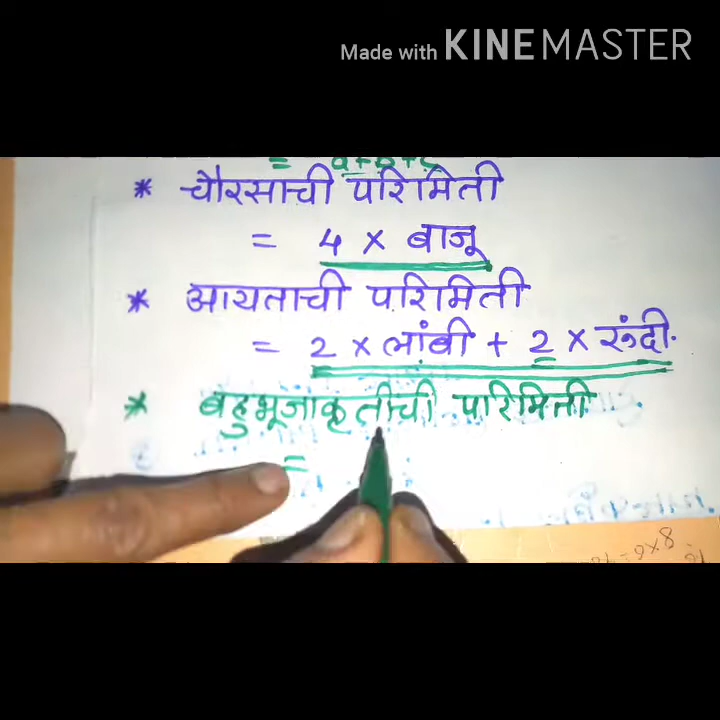 Made with KINEMASTER
= a+b+c
* चौरसाची परिमिती
= 4 × बाजू
* आयताची परिमिती
= 2 × लांबी + 2 × रुंदी.
* बहुभूजाकृतीची परिमिती
=